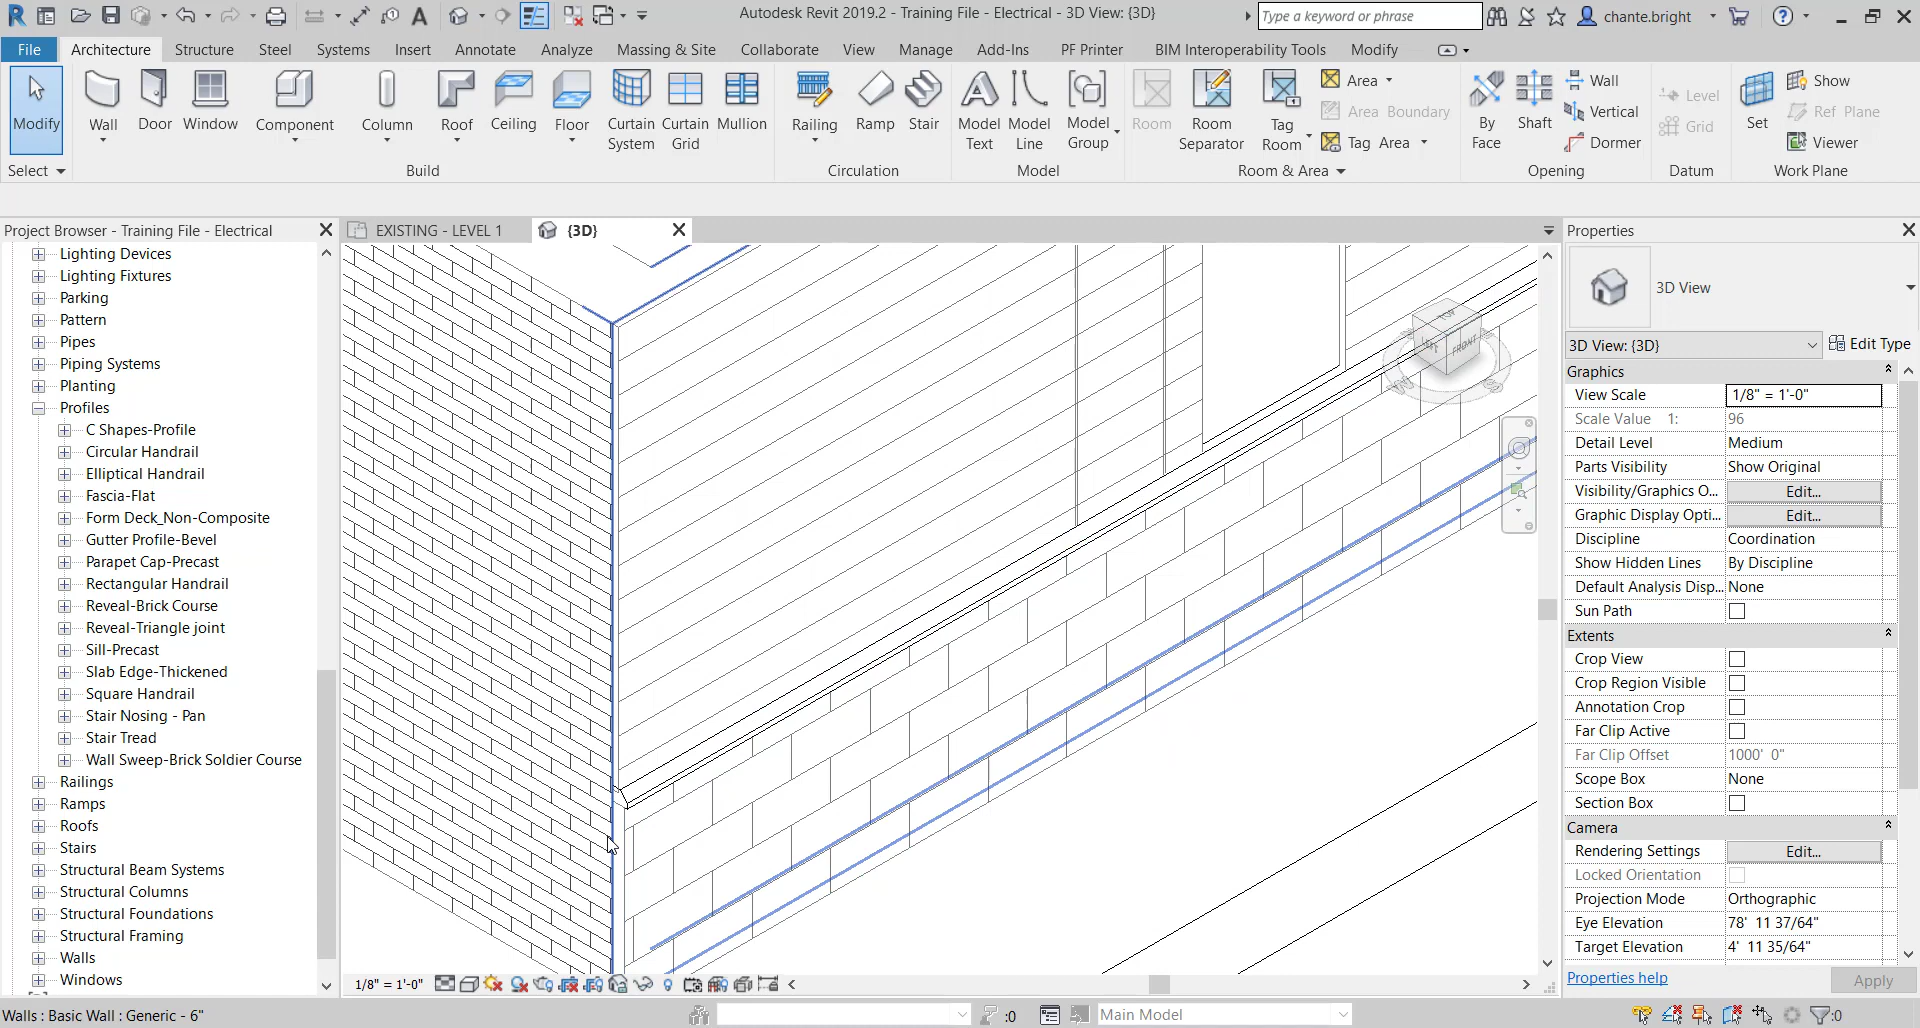 Autodesk Revit 2019.2 - Training File - Electrical - 3D View: {3D}
Type a keyword or phrase
chante.bright
File
Architecture
Structure
Steel
Systems
Insert
Annotate
Analyze
Massing & Site
Collaborate
View
Manage
Add-Ins
PF Printer
BIM Interoperability Tools
Modify
Modify
Wall
Door
Window
Component
Column
Roof
Ceiling
Floor
Curtain System
Curtain Grid
Mullion
Railing
Ramp
Stair
Model Text
Model Line
Model Group
Room
Room Separator
Tag Room
Area
Area Boundary
Tag Area
By Face
Shaft
Wall
Vertical
Dormer
Level
Grid
Set
Show
Ref Plane
Viewer
Select
Build
Circulation
Model
Room & Area
Opening
Datum
Work Plane
Project Browser - Training File - Electrical
Lighting Devices
Lighting Fixtures
Parking
Pattern
Pipes
Piping Systems
Planting
Profiles
C Shapes-Profile
Circular Handrail
Elliptical Handrail
Fascia-Flat
Form Deck_Non-Composite
Gutter Profile-Bevel
Parapet Cap-Precast
Rectangular Handrail
Reveal-Brick Course
Reveal-Triangle joint
Sill-Precast
Slab Edge-Thickened
Square Handrail
Stair Nosing - Pan
Stair Tread
Wall Sweep-Brick Soldier Course
Railings
Ramps
Roofs
Stairs
Structural Beam Systems
Structural Columns
Structural Foundations
Structural Framing
Walls
Windows
EXISTING - LEVEL 1
{3D}
TOP
LEFT
FRONT
1/8" = 1'-0"
Properties
3D View
3D View: {3D}
Edit Type
Graphics
View Scale 1/8" = 1'-0"
Scale Value 1: 96
Detail Level Medium
Parts Visibility Show Original
Visibility/Graphics O... Edit...
Graphic Display Opti... Edit...
Discipline Coordination
Show Hidden Lines By Discipline
Default Analysis Disp... None
Sun Path
Extents
Crop View
Crop Region Visible
Annotation Crop
Far Clip Active
Far Clip Offset 1000' 0"
Scope Box None
Section Box
Camera
Rendering Settings Edit...
Locked Orientation
Projection Mode Orthographic
Eye Elevation 78' 11 37/64"
Target Elevation 4' 11 35/64"
Properties help
Apply
Walls : Basic Wall : Generic - 6"
:0
Main Model
:0